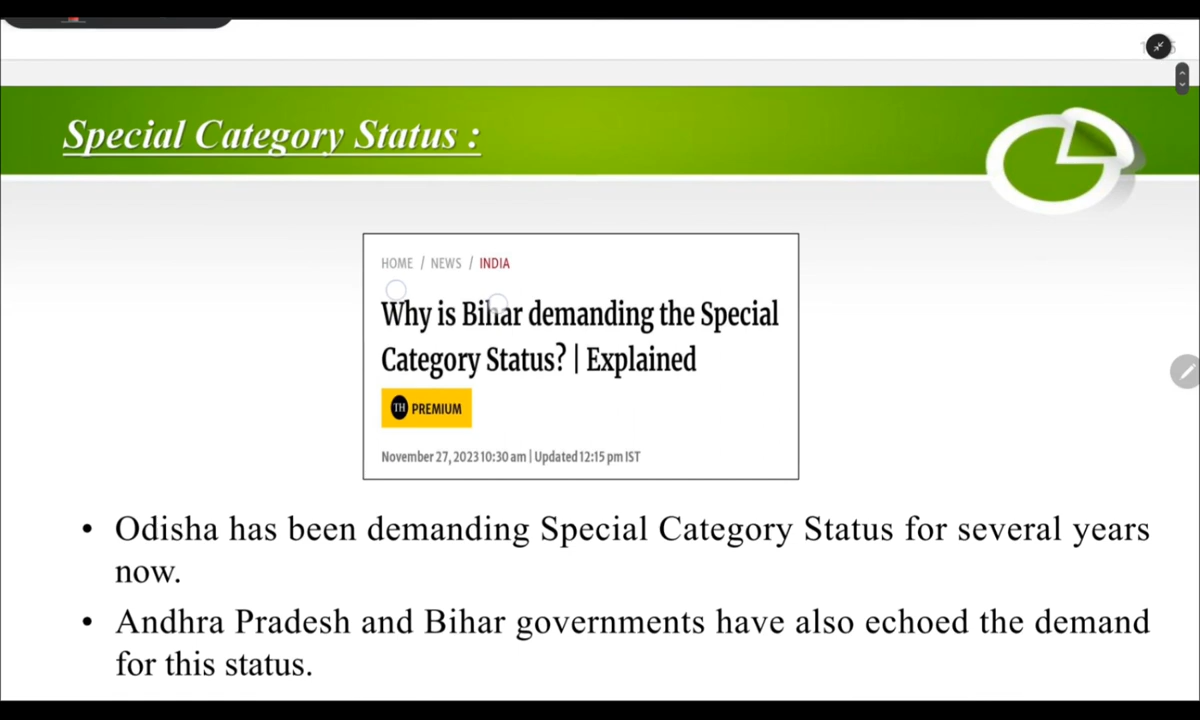 Special Category Status :
HOME / NEWS / INDIA
Why is Bihar demanding the Special
Category Status? | Explained
TH PREMIUM
November 27, 2023 10:30 am | Updated 12:15 pm IST
• Odisha has been demanding Special Category Status for several years
now.
• Andhra Pradesh and Bihar governments have also echoed the demand
for this status.